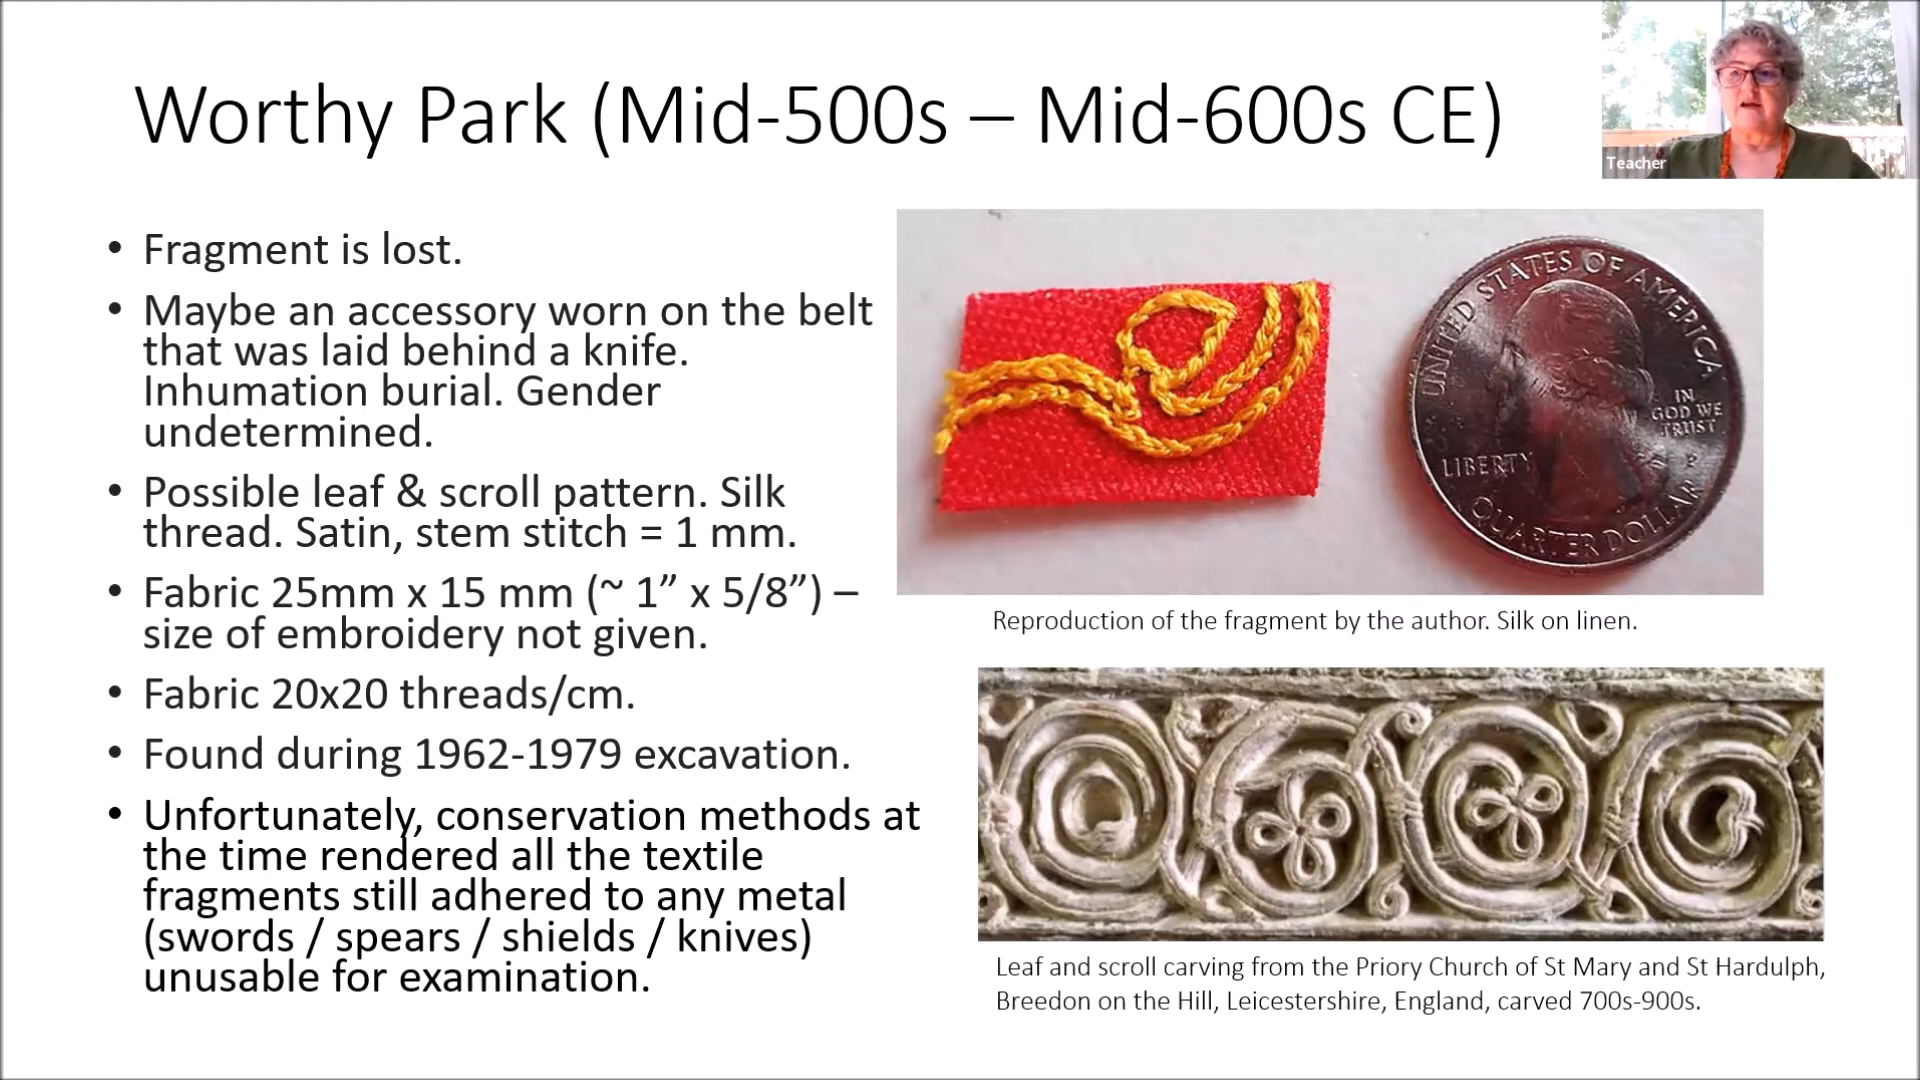 Worthy Park (Mid-500s – Mid-600s CE)
Teacher
• Fragment is lost.
• Maybe an accessory worn on the belt
that was laid behind a knife.
Inhumation burial. Gender
undetermined.
• Possible leaf & scroll pattern. Silk
thread. Satin, stem stitch = 1 mm.
• Fabric 25mm x 15 mm (~ 1” x 5/8”) –
size of embroidery not given.
• Fabric 20x20 threads/cm.
• Found during 1962-1979 excavation.
• Unfortunately, conservation methods at
the time rendered all the textile
fragments still adhered to any metal
(swords / spears / shields / knives)
unusable for examination.
UNITED STATES OF AMERICA
IN
GOD WE
TRUST
LIBERTY
P
QUARTER DOLLAR
Reproduction of the fragment by the author. Silk on linen.
Leaf and scroll carving from the Priory Church of St Mary and St Hardulph,
Breedon on the Hill, Leicestershire, England, carved 700s-900s.